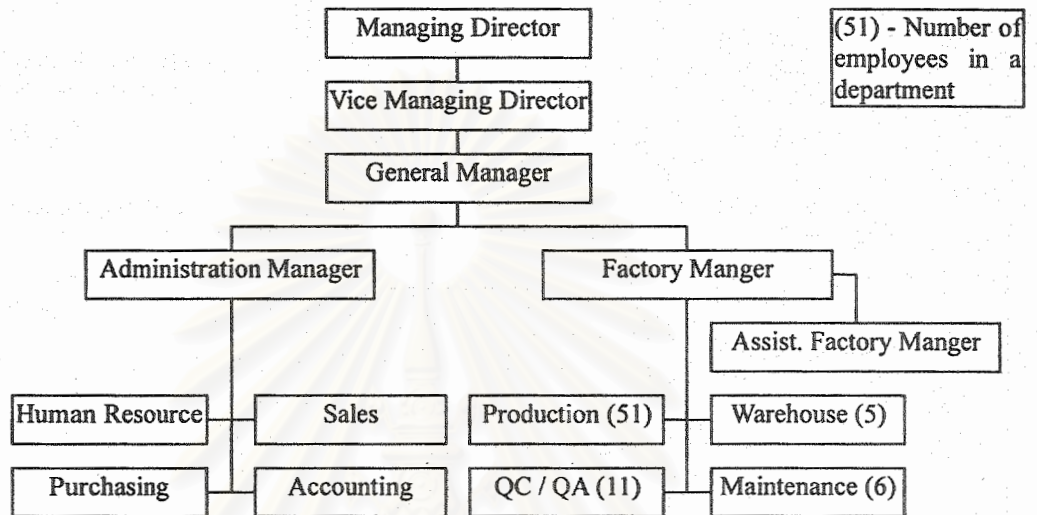 Managing Director
(51) - Number of
employees in a
department
Vice Managing Director
General Manager
Administration Manager
Factory Manger
Assist. Factory Manger
Human Resource
Sales
Production (51)
Warehouse (5)
Purchasing
Accounting
QC / QA (11)
Maintenance (6)